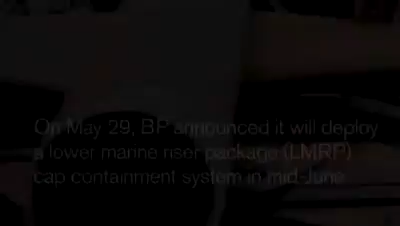 On May 29, BP announced it will deploy
a lower marine riser package (LMRP)
cap containment system in mid-June.